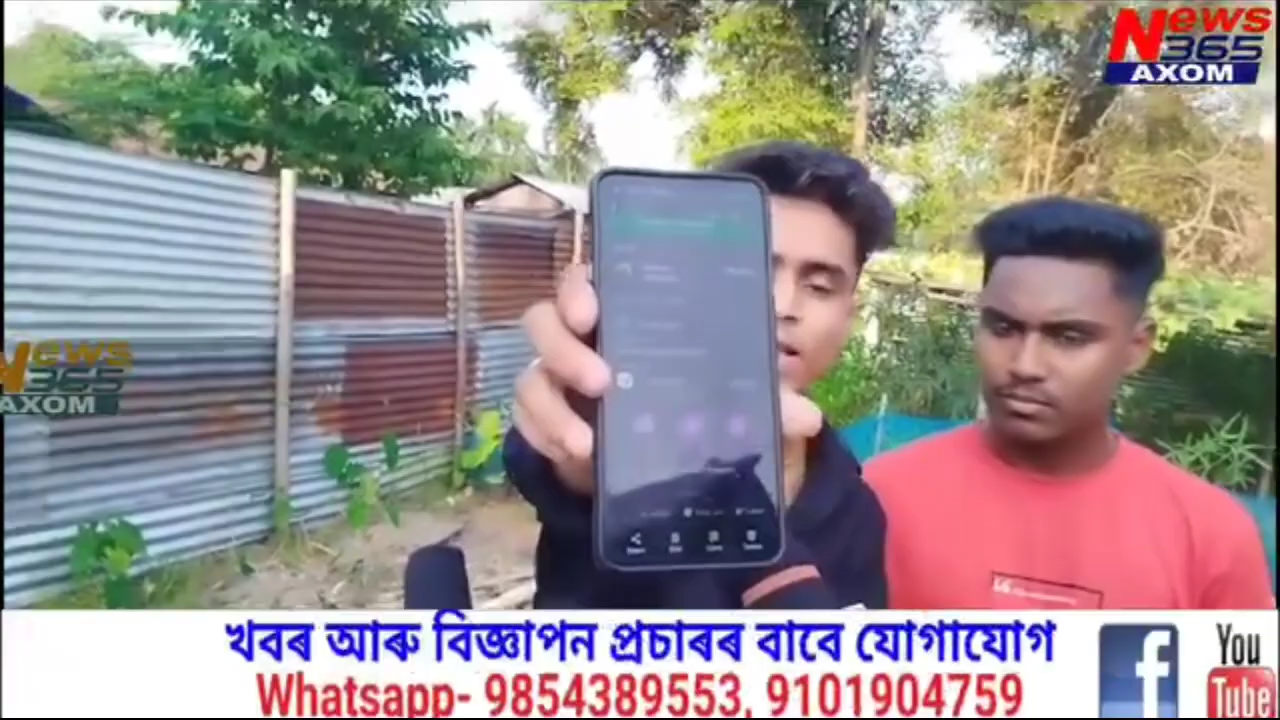 News
365
AXOM
News
365
AXOM
খবৰ আৰু বিজ্ঞাপন প্ৰচাৰৰ বাবে যোগাযোগ
Whatsapp- 9854389553, 9101904759
f
You
Tube